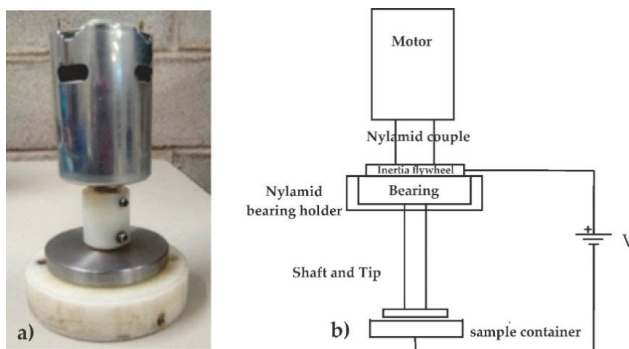 Motor
Nylamid couple
Inertia flywheel
Bearing
Nylamid
bearing holder
+
V
Shaft and Tip
sample container
a)
b)